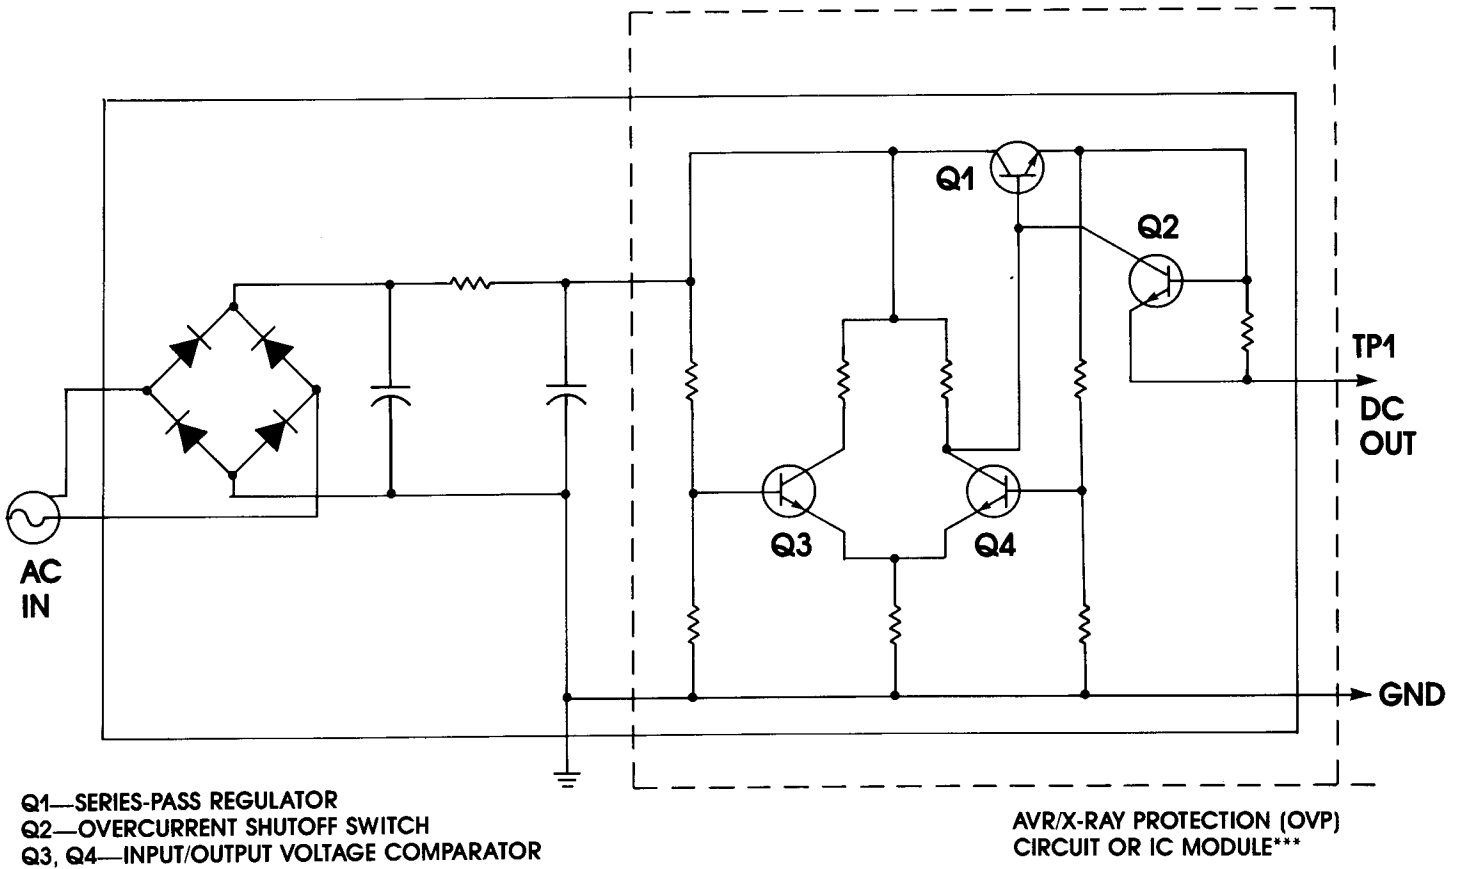 Q1
Q2
TP1
DC
OUT
Q3
Q4
AC
IN
GND
Q1—SERIES-PASS REGULATOR
Q2—OVERCURRENT SHUTOFF SWITCH
Q3, Q4—INPUT/OUTPUT VOLTAGE COMPARATOR
AVR/X-RAY PROTECTION (OVP)
CIRCUIT OR IC MODULE***